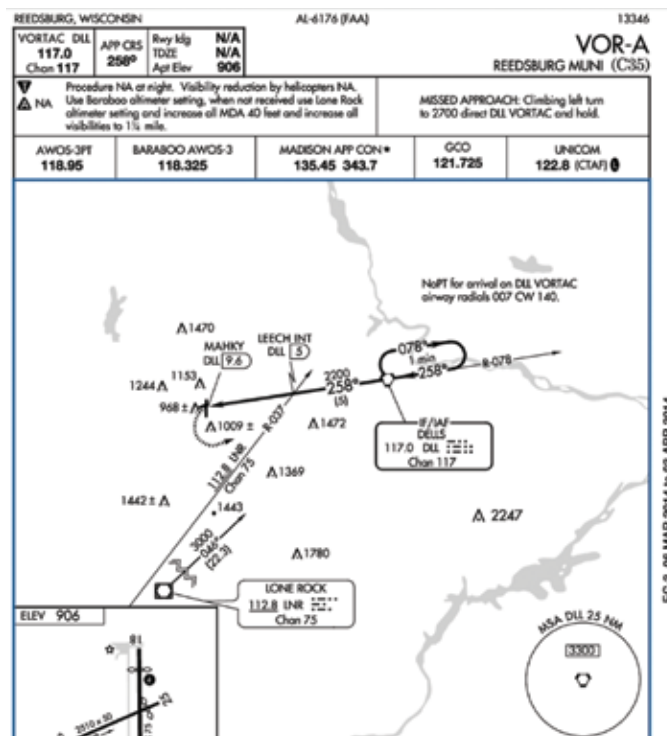 REEDSBURG, WISCONSIN
AL-6176 (FAA)
13346
VORTAC DLL
117.0
Chan 117
APP CRS
258°
Rwy ldg N/A
TDZE N/A
Apt Elev 906
VOR-A
REEDSBURG MUNI (C35)
T
A NA
Procedure NA at night. Visibility reduction by helicopters NA.
Use Baraboo altimeter setting, when not received use Lone Rock
altimeter setting and increase all MDA 40 feet and increase all
visibilities to 1¼ mile.
MISSED APPROACH: Climbing left turn
to 2700 direct DLL VORTAC and hold.
AWOS-3PT
118.95
BARABOO AWOS-3
118.325
MADISON APP CON*
135.45 343.7
GCO
121.725
UNICOM
122.8 (CTAF) L
NoPT for arrival on DLL VORTAC
airway radials 007 CW 140.
1470
MAHKY
DLL 9.6
LEECH INT
DLL 5
078°
1 min
258°
R-078
1244
1153
2200
258°
(5)
968 ±
1009 ±
R-037
1472
IF/IAF
DELLS
117.0 DLL
Chan 117
112.8 LNR
Chan 75
1369
1442 ±
1443
2247
3000
046°
(22.3)
1780
LONE ROCK
112.8 LNR
Chan 75
ELEV 906
MSA DLL 25 NM
3300
18
25
2510 x 50